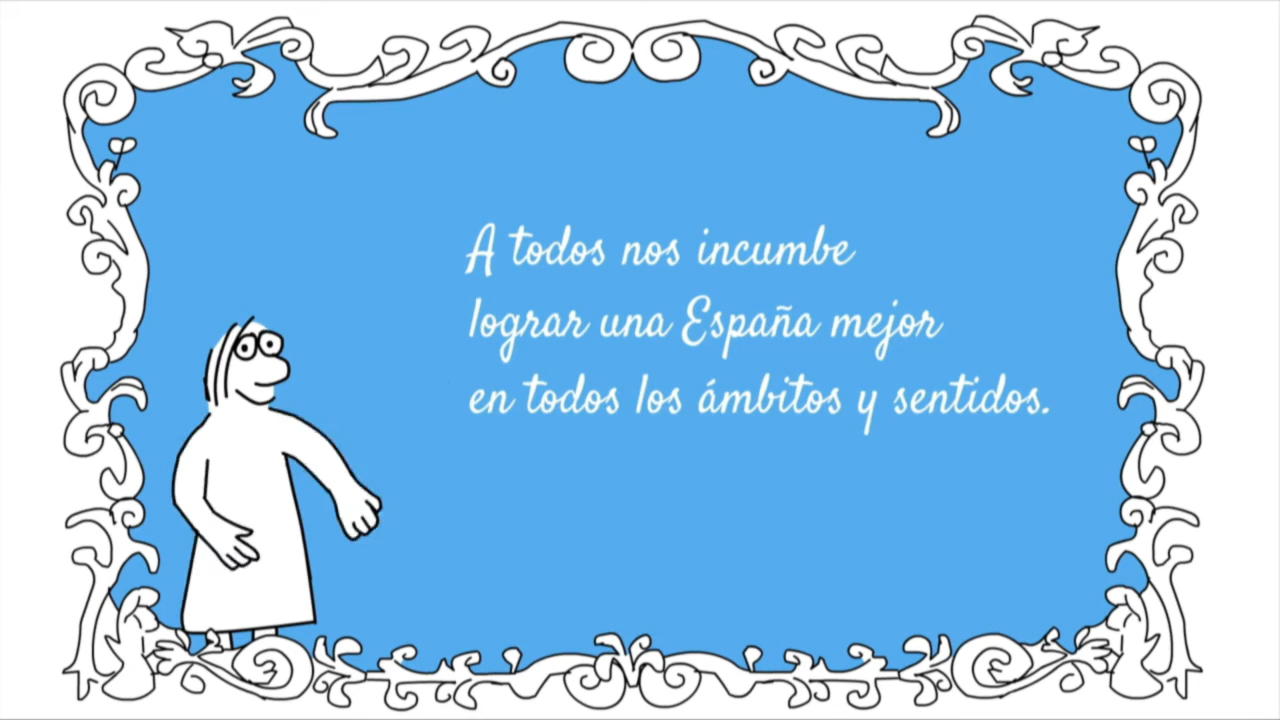 A todos nos incumbe
lograr una España mejor
en todos los ámbitos y sentidos.